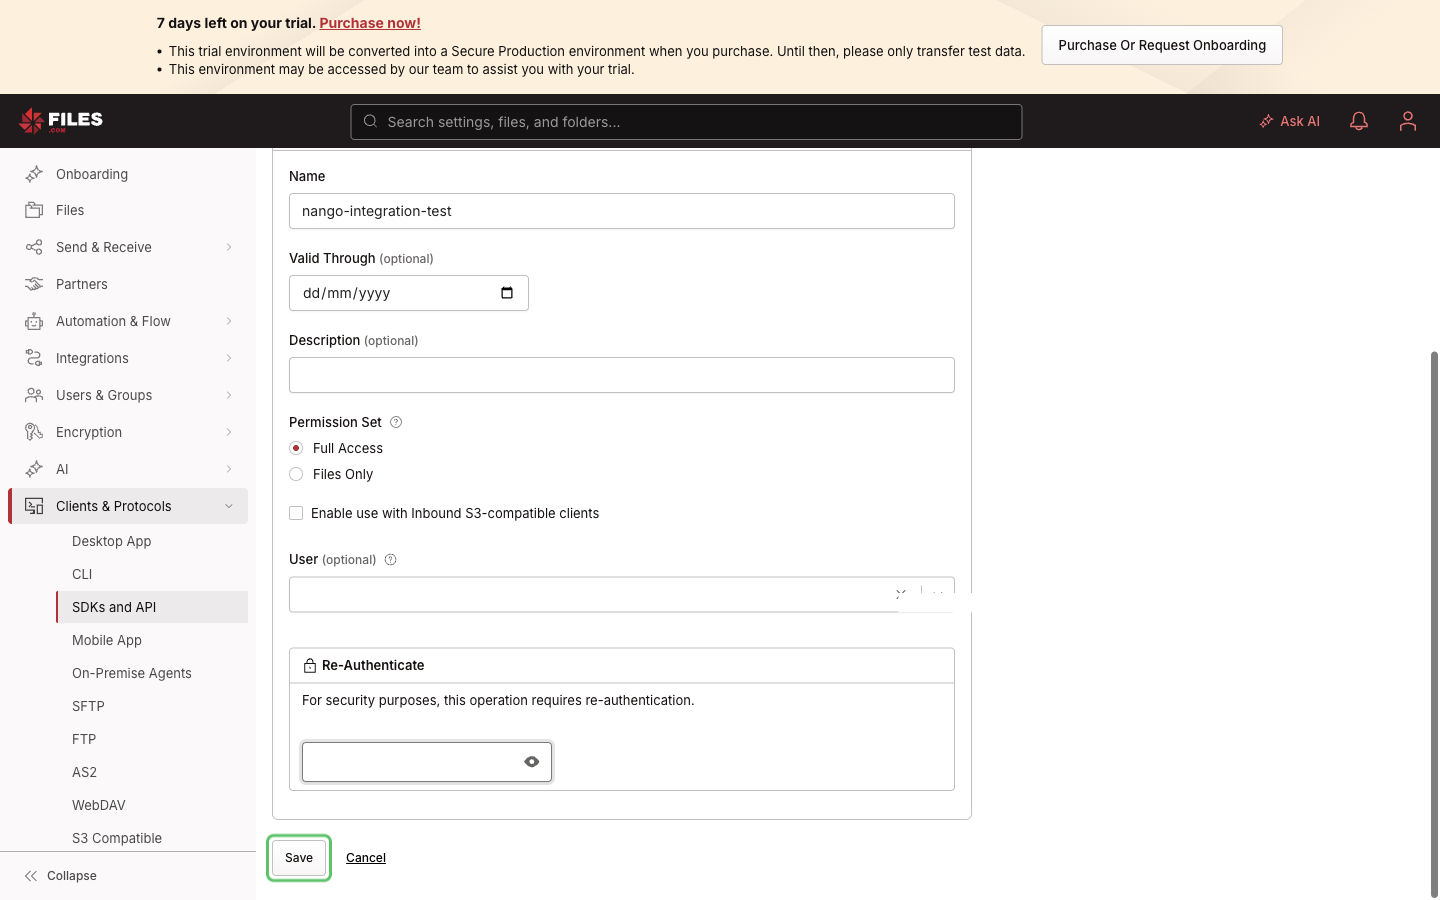 7 days left on your trial. Purchase now!
• This trial environment will be converted into a Secure Production environment when you purchase. Until then, please only transfer test data.
• This environment may be accessed by our team to assist you with your trial.
Purchase Or Request Onboarding
FILES
.COM
Search settings, files, and folders...
Ask AI
Onboarding
Files
Send & Receive
Partners
Automation & Flow
Integrations
Users & Groups
Encryption
AI
Clients & Protocols
Desktop App
CLI
SDKs and API
Mobile App
On-Premise Agents
SFTP
FTP
AS2
WebDAV
S3 Compatible
Collapse
Name
nango-integration-test
Valid Through (optional)
dd/mm/yyyy
Description (optional)
Permission Set
Full Access
Files Only
Enable use with Inbound S3-compatible clients
User (optional)
Re-Authenticate
For security purposes, this operation requires re-authentication.
Save
Cancel